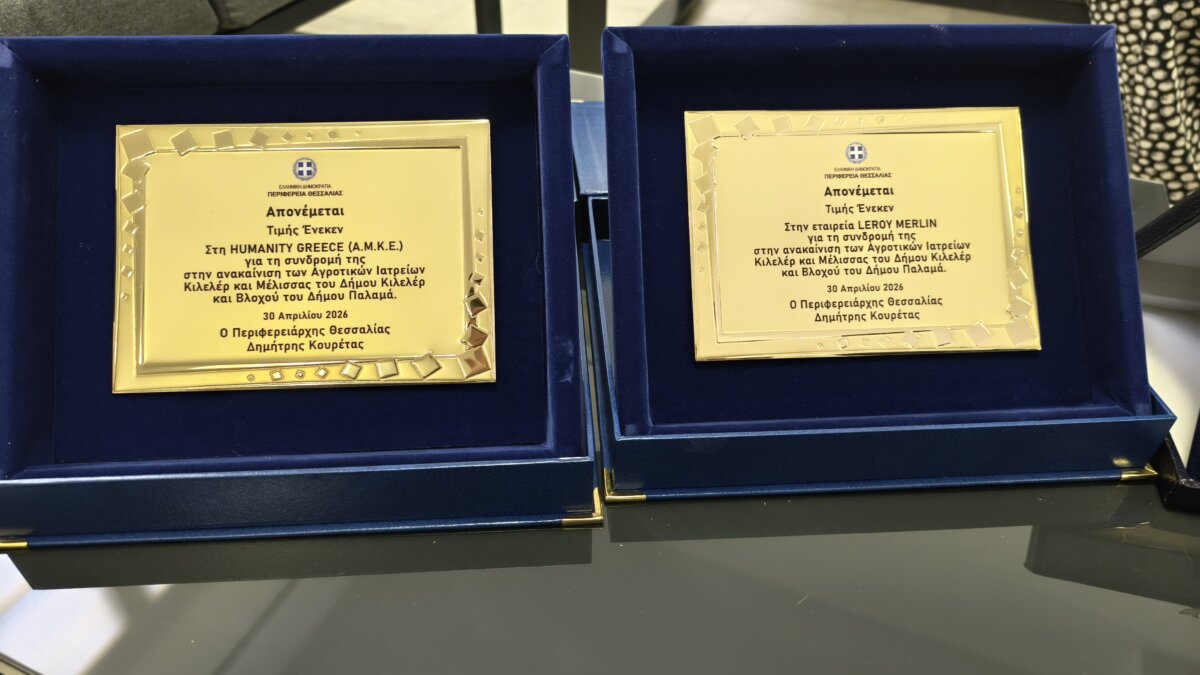 ΕΛΛΗΝΙΚΗ ΔΗΜΟΚΡΑΤΙΑ
ΠΕΡΙΦΕΡΕΙΑ ΘΕΣΣΑΛΙΑΣ
Απονέμεται
Τιμής Ένεκεν
Στη HUMANITY GREECE (Α.Μ.Κ.Ε.)
για τη συνδρομή της
στην ανακαίνιση των Αγροτικών Ιατρείων
Κιλελέρ και Μέλισσας του Δήμου Κιλελέρ
και Βλοχού του Δήμου Παλαμά.
30 Απριλίου 2026
Ο Περιφερειάρχης Θεσσαλίας
Δημήτρης Κουρέτας
ΕΛΛΗΝΙΚΗ ΔΗΜΟΚΡΑΤΙΑ
ΠΕΡΙΦΕΡΕΙΑ ΘΕΣΣΑΛΙΑΣ
Απονέμεται
Τιμής Ένεκεν
Στην εταιρεία LEROY MERLIN
για τη συνδρομή της
στην ανακαίνιση των Αγροτικών Ιατρείων
Κιλελέρ και Μέλισσας του Δήμου Κιλελέρ
και Βλοχού του Δήμου Παλαμά.
30 Απριλίου 2026
Ο Περιφερειάρχης Θεσσαλίας
Δημήτρης Κουρέτας